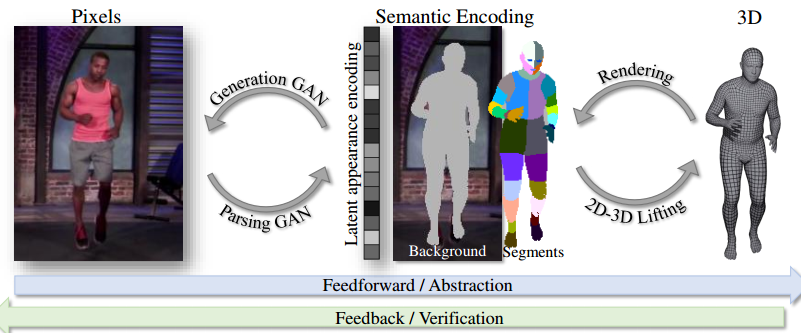 Pixels
Semantic Encoding
3D
Generation GAN
Parsing GAN
Latent appearance encoding
Background
Segments
Rendering
2D-3D Lifting
Feedforward / Abstraction
Feedback / Verification